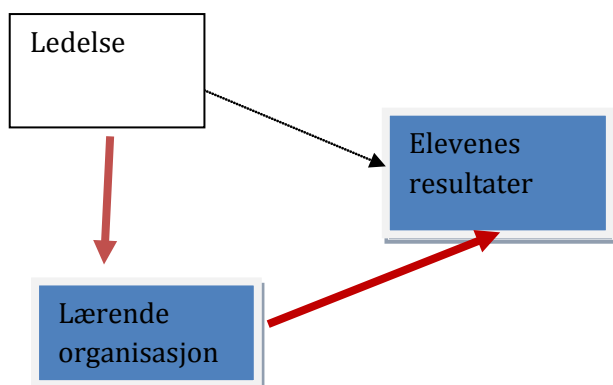 Ledelse
Elevenes
resultater
Lærende
organisasjon